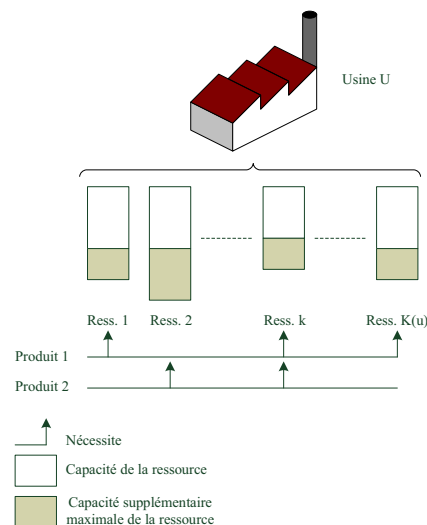 Usine U
Ress. 1
Ress. 2
Ress. k
Ress. K(u)
Produit 1
Produit 2
Nécessite
Capacité de la ressource
Capacité supplémentaire
maximale de la ressource